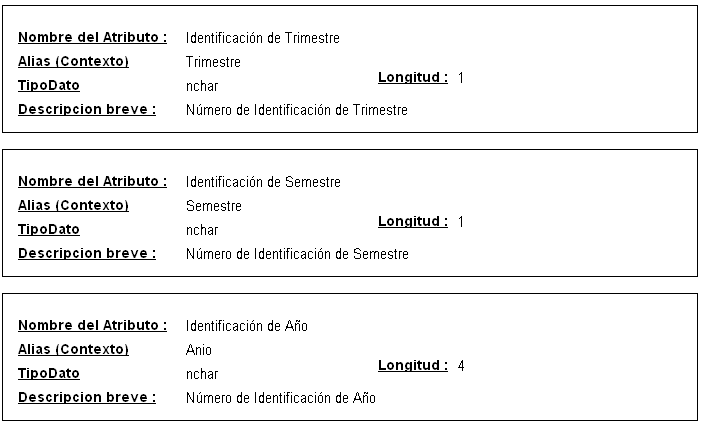 Nombre del Atributo : Identificación de Trimestre
Alias (Contexto) Trimestre
TipoDato nchar Longitud : 1
Descripcion breve : Número de Identificación de Trimestre
Nombre del Atributo : Identificación de Semestre
Alias (Contexto) Semestre
TipoDato nchar Longitud : 1
Descripcion breve : Número de Identificación de Semestre
Nombre del Atributo : Identificación de Año
Alias (Contexto) Anio
TipoDato nchar Longitud : 4
Descripcion breve : Número de Identificación de Año